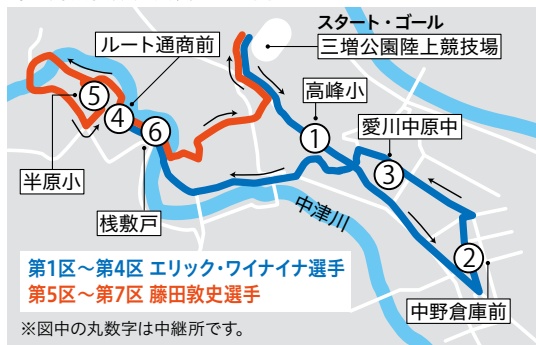 スタート・ゴール
三増公園陸上競技場
ルート通商前
高峰小
愛川中原中
半原小
桟敷戸
中津川
中野倉庫前
①
②
③
④
⑤
⑥
第1区~第4区 エリック・ワイナイナ選手
第5区~第7区 藤田敦史選手
※図中の丸数字は中継所です。